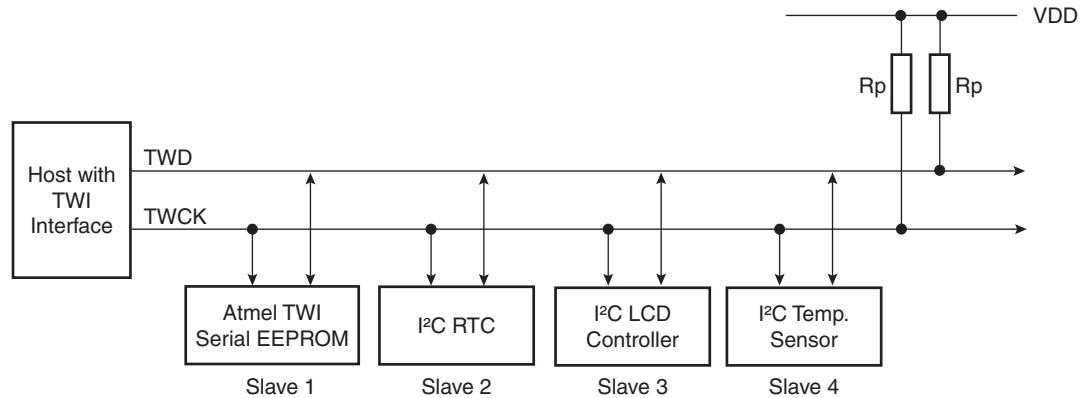 VDD
Rp
Rp
Host with
TWI
Interface
TWD
TWCK
Atmel TWI
Serial EEPROM
I²C RTC
I²C LCD
Controller
I²C Temp.
Sensor
Slave 1
Slave 2
Slave 3
Slave 4